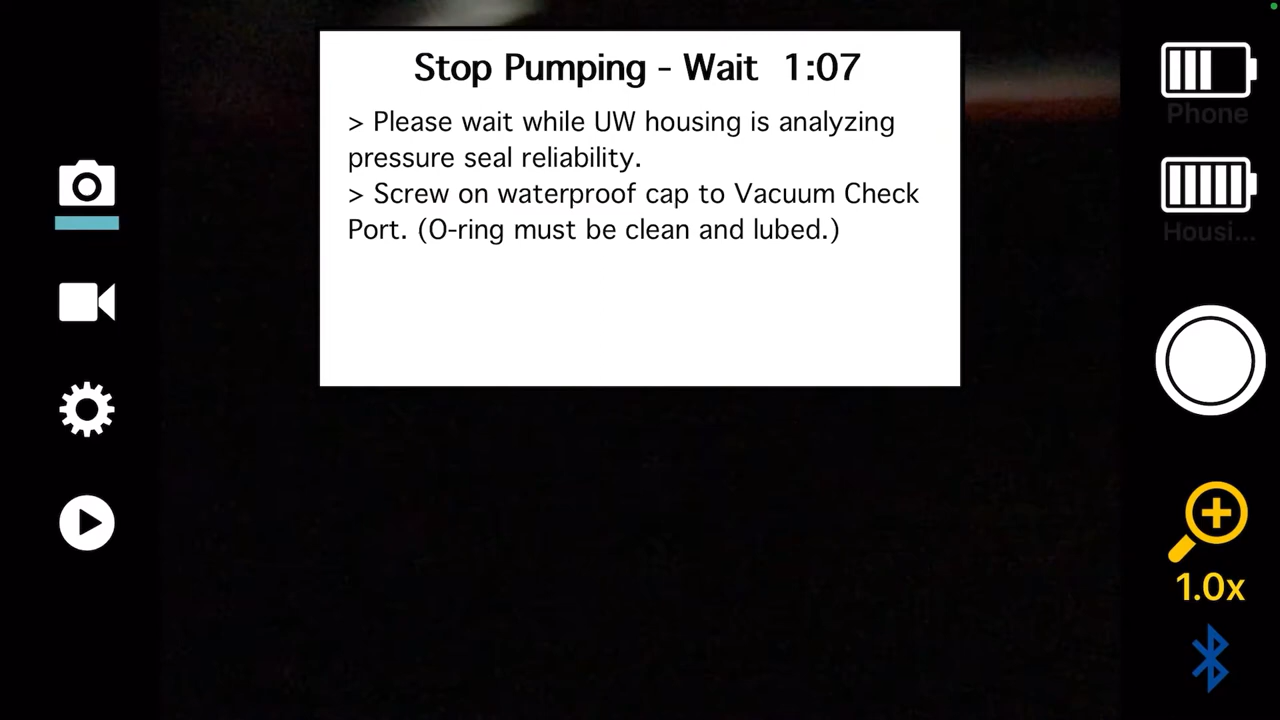 Stop Pumping - Wait 1:07
> Please wait while UW housing is analyzing
pressure seal reliability.
> Screw on waterproof cap to Vacuum Check
Port. (O-ring must be clean and lubed.)
Phone
Housi...
1.0x